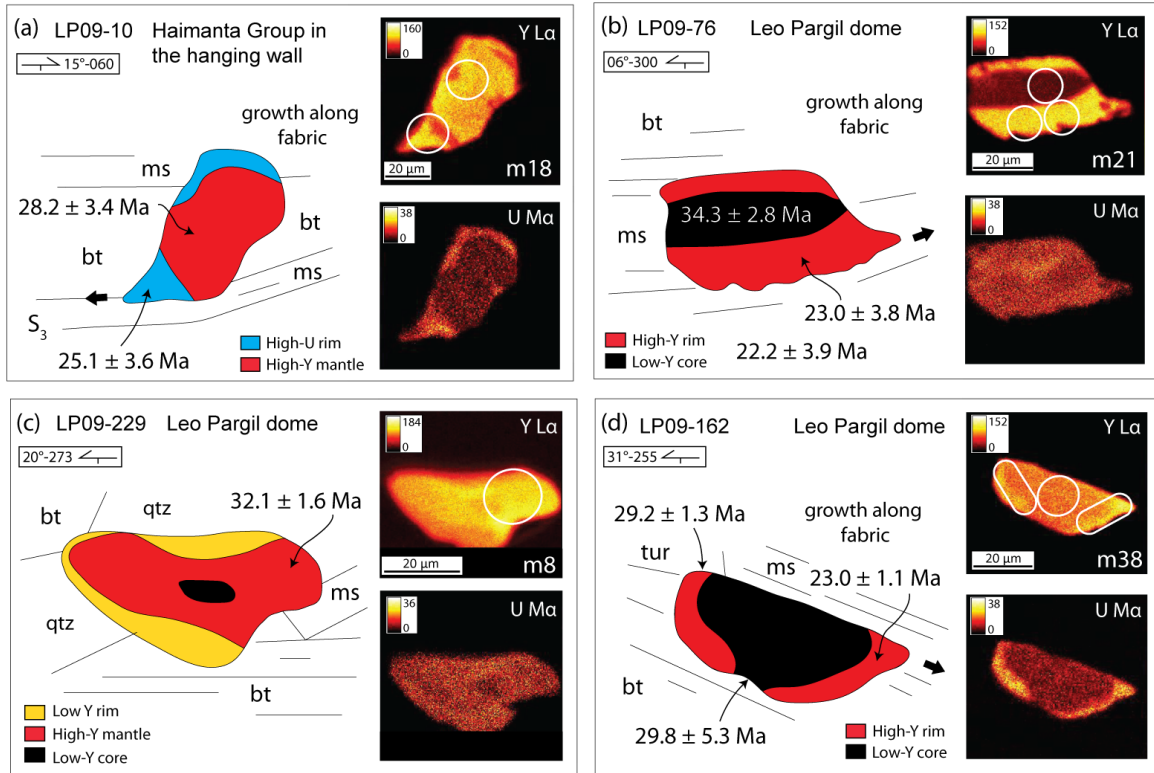 (a) LP09-10 Haimanta Group in
the hanging wall
15°-060
growth along
fabric
ms
28.2 ± 3.4 Ma
bt
bt
ms
S3
25.1 ± 3.6 Ma
High-U rim
High-Y mantle
160
0
Y Lα
20 µm
m18
38
0
U Mα
(b) LP09-76 Leo Pargil dome
06°-300
bt
growth along
fabric
34.3 ± 2.8 Ma
ms
23.0 ± 3.8 Ma
22.2 ± 3.9 Ma
High-Y rim
Low-Y core
152
0
Y Lα
20 µm
m21
38
0
U Mα
(c) LP09-229 Leo Pargil dome
20°-273
32.1 ± 1.6 Ma
bt
qtz
ms
qtz
bt
Low Y rim
High-Y mantle
Low-Y core
184
0
Y Lα
20 µm
m8
36
0
U Mα
(d) LP09-162 Leo Pargil dome
31°-255
29.2 ± 1.3 Ma
growth along
fabric
tur
ms
23.0 ± 1.1 Ma
bt
29.8 ± 5.3 Ma
High-Y rim
Low-Y core
152
0
Y Lα
20 µm
m38
38
0
U Mα